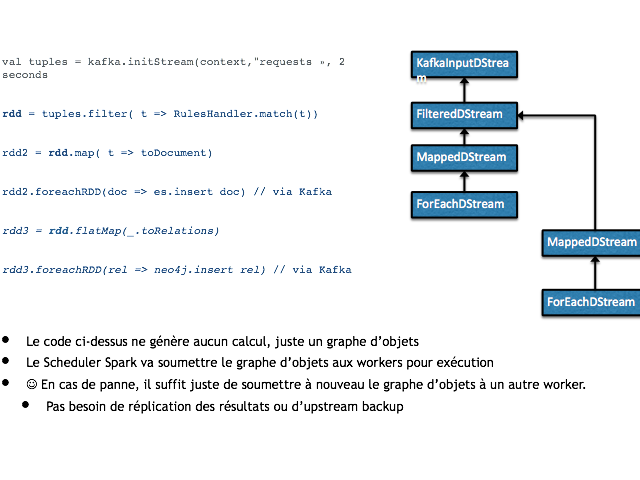 val tuples = kafka.initStream(context,"requests », 2
seconds
rdd = tuples.filter( t => RulesHandler.match(t))
rdd2 = rdd.map( t => toDocument)
rdd2.foreachRDD(doc => es.insert doc) // via Kafka
rdd3 = rdd.flatMap(_.toRelations)
rdd3.foreachRDD(rel => neo4j.insert rel) // via Kafka
KafkaInputDStrea
m
FilteredDStream
MappedDStream
ForEachDStream
MappedDStream
ForEachDStream
• Le code ci-dessus ne génère aucun calcul, juste un graphe d'objets
• Le Scheduler Spark va soumettre le graphe d'objets aux workers pour exécution
• ☺ En cas de panne, il suffit juste de soumettre à nouveau le graphe d'objets à un autre worker.
• Pas besoin de réplication des résultats ou d'upstream backup